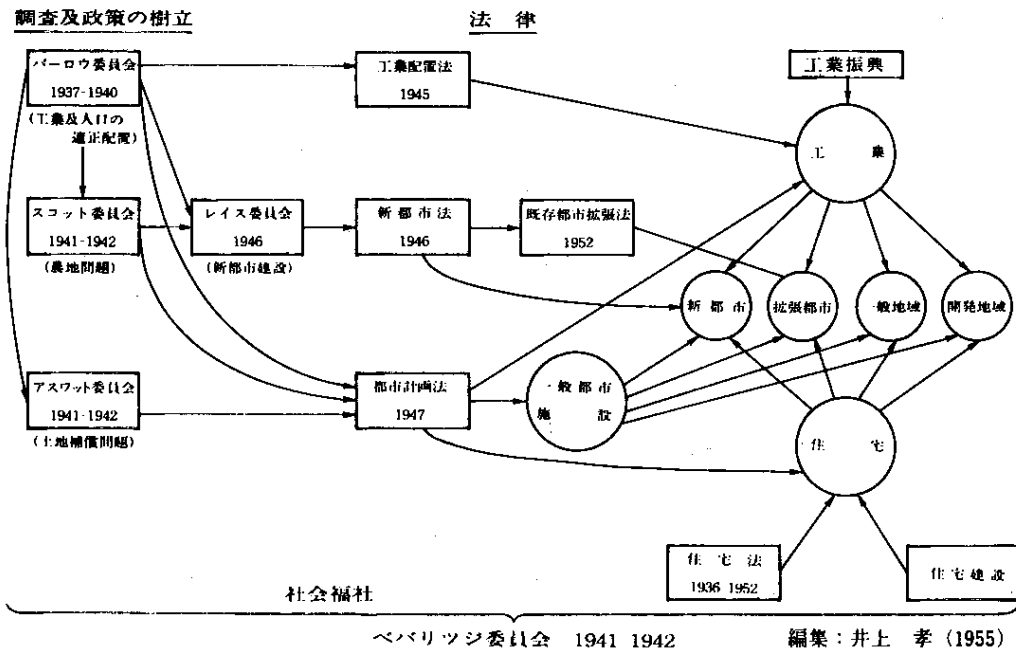 調査及政策の樹立
法律
バーロウ委員会
1937-1940
(工業及人口の
適正配置)
工業配置法
1945
工業振興
工業
スコット委員会
1941-1942
(農地問題)
レイス委員会
1946
(新都市建設)
新都市法
1946
既存都市拡張法
1952
新都市
拡張都市
一般地域
開発地域
アスワット委員会
1941-1942
(土地補償問題)
都市計画法
1947
一般都市
施設
住宅
住宅法
1936 1952
住宅建設
社会福社
ベバリッジ委員会 1941 1942
編集:井上 孝 (1955)